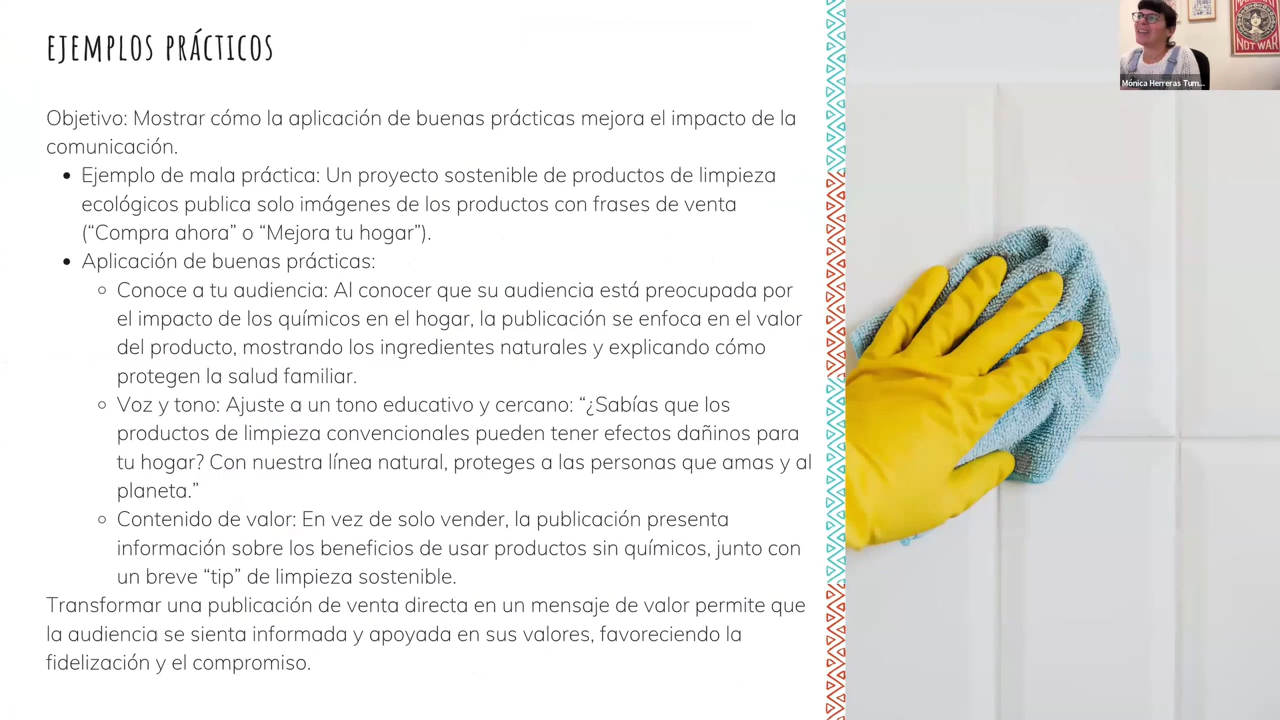 EJEMPLOS PRÁCTICOS
Objetivo: Mostrar cómo la aplicación de buenas prácticas mejora el impacto de la
comunicación.
• Ejemplo de mala práctica: Un proyecto sostenible de productos de limpieza
ecológicos publica solo imágenes de los productos con frases de venta
(“Compra ahora” o “Mejora tu hogar”).
• Aplicación de buenas prácticas:
○ Conoce a tu audiencia: Al conocer que su audiencia está preocupada por
el impacto de los químicos en el hogar, la publicación se enfoca en el valor
del producto, mostrando los ingredientes naturales y explicando cómo
protegen la salud familiar.
○ Voz y tono: Ajuste a un tono educativo y cercano: “¿Sabías que los
productos de limpieza convencionales pueden tener efectos dañinos para
tu hogar? Con nuestra línea natural, proteges a las personas que amas y al
planeta.”
○ Contenido de valor: En vez de solo vender, la publicación presenta
información sobre los beneficios de usar productos sin químicos, junto con
un breve “tip” de limpieza sostenible.
Transformar una publicación de venta directa en un mensaje de valor permite que
la audiencia se sienta informada y apoyada en sus valores, favoreciendo la
fidelización y el compromiso.
NOT WAR
Mónica Herreras Tum...